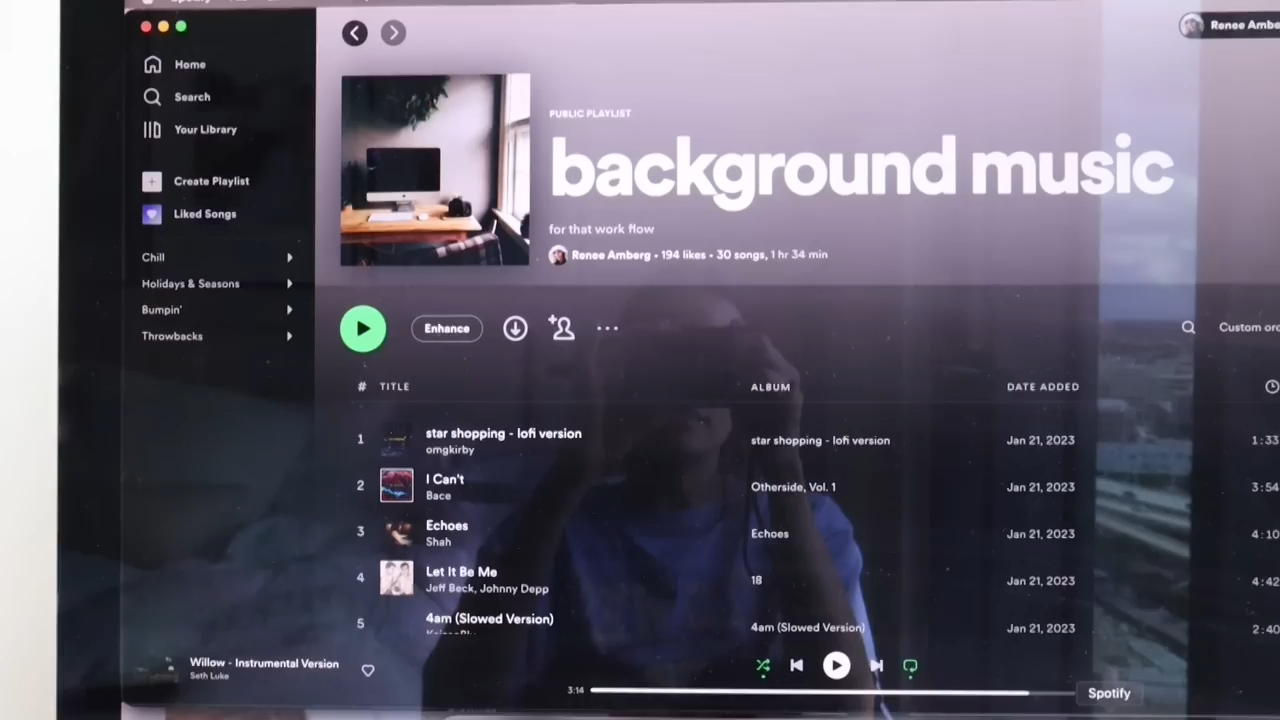 Renee Ambe
Home
Search
Your Library
Create Playlist
Liked Songs
Chill
Holidays & Seasons
Bumpin'
Throwbacks
PUBLIC PLAYLIST
background music
for that work flow
Renee Amberg • 194 likes • 30 songs, 1 hr 34 min
Enhance
Custom ord
# TITLE ALBUM DATE ADDED
1 star shopping - lofi version star shopping - lofi version Jan 21, 2023 1:33
omgkirby
2 I Can't Otherside, Vol. 1 Jan 21, 2023 3:54
Bace
3 Echoes Echoes Jan 21, 2023 4:10
Shah
4 Let It Be Me 18 Jan 21, 2023 4:42
Jeff Beck, Johnny Depp
5 4am (Slowed Version) 4am (Slowed Version) Jan 21, 2023 2:40
Willow - Instrumental Version
Seth Luke
3:14
Spotify